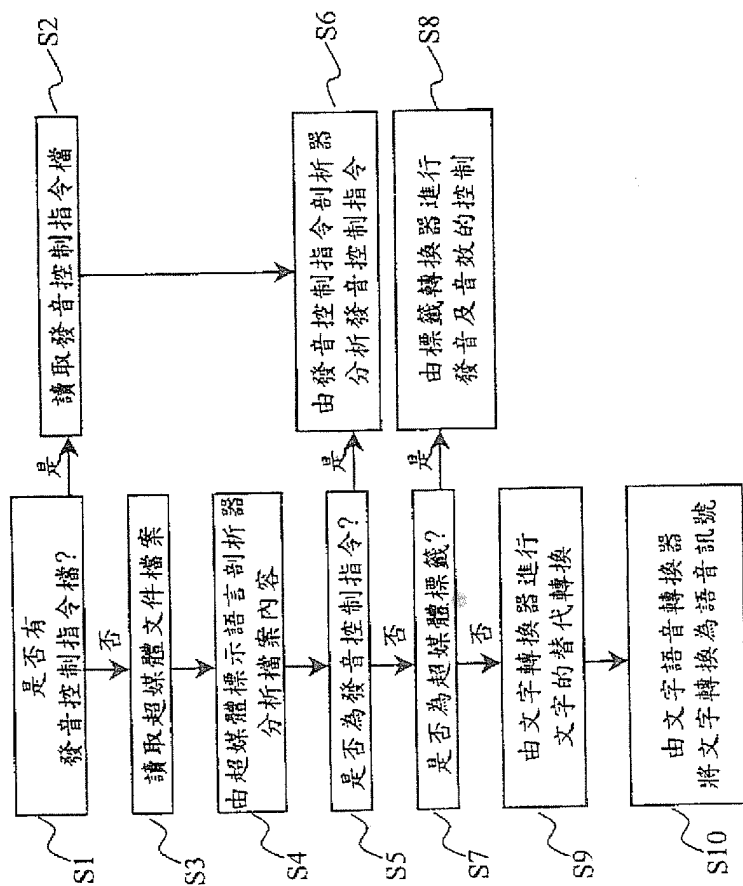 S1
是否有
發音控制指令檔?
是
S2
讀取發音控制指令檔
否
S3
讀取超媒體文件檔案
S4
由超媒體標示語言剖析器
分析檔案內容
S5
是否為發音控制指令?
是
S6
由發音控制指令剖析器
分析發音控制指令
否
S7
是否為超媒體標籤?
是
S8
由標籤轉換器進行
發音及音效的控制
否
S9
由文字轉換器進行
文字的替代轉換
S10
由文字語音轉換器
將文字轉換為語音訊號